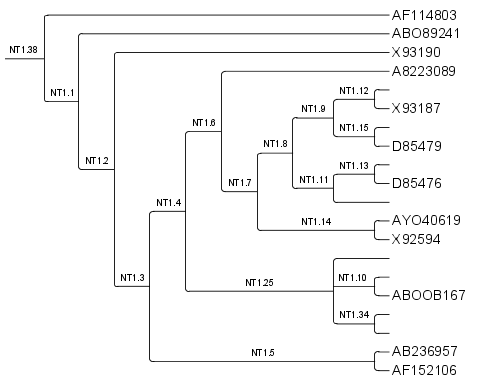 AF114803
ABO89241
NT1.38
X93190
A8223089
NT1.12
NT1.1
X93187
NT1.9
NT1.6
NT1.15
D85479
NT1.8
NT1.2
NT1.13
NT1.7
NT1.11
D85476
NT1.4
NT1.14
AYO40619
X92594
NT1.3
NT1.25
NT1.10
ABOOB167
NT1.34
NT1.5
AB236957
AF152106